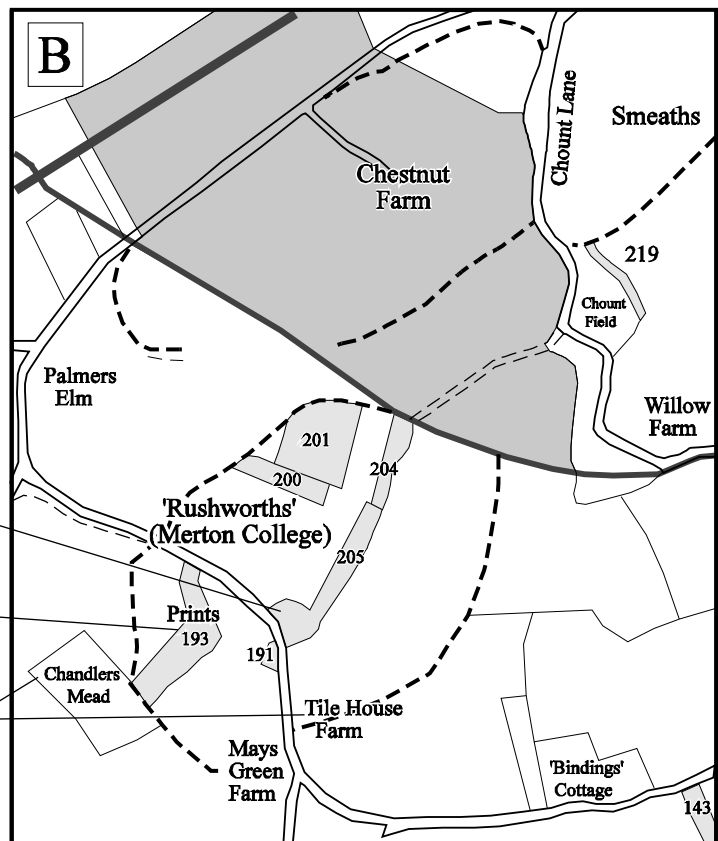 B
Chount Lane
Smeaths
Chestnut
Farm
219
Chount
Field
Palmers
Elm
Willow
Farm
201
200
204
'Rushworths'
(Merton College)
205
Prints
193
191
Chandlers
Mead
Tile House
Farm
Mays
Green
Farm
'Bindings'
Cottage
143